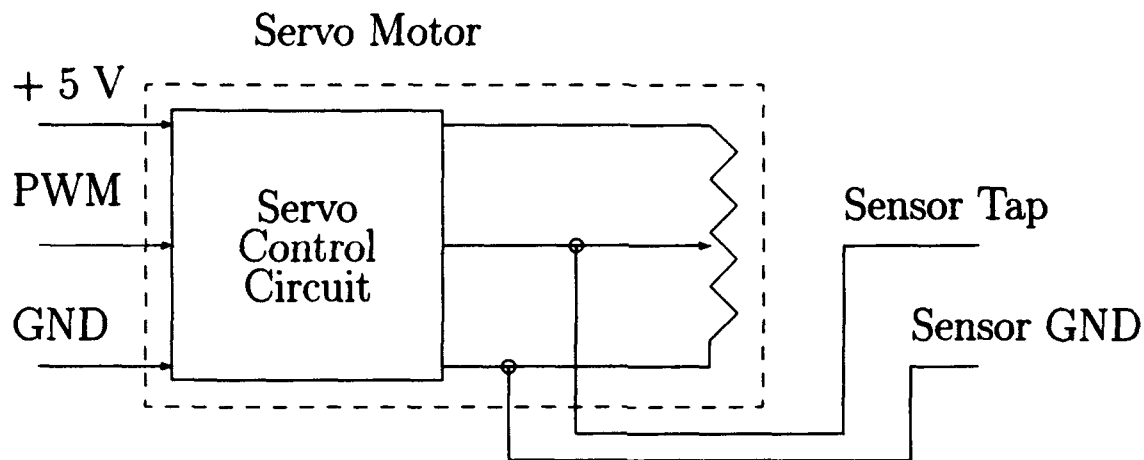 Servo Motor
+ 5 V
PWM
GND
Servo
Control
Circuit
Sensor Tap
Sensor GND